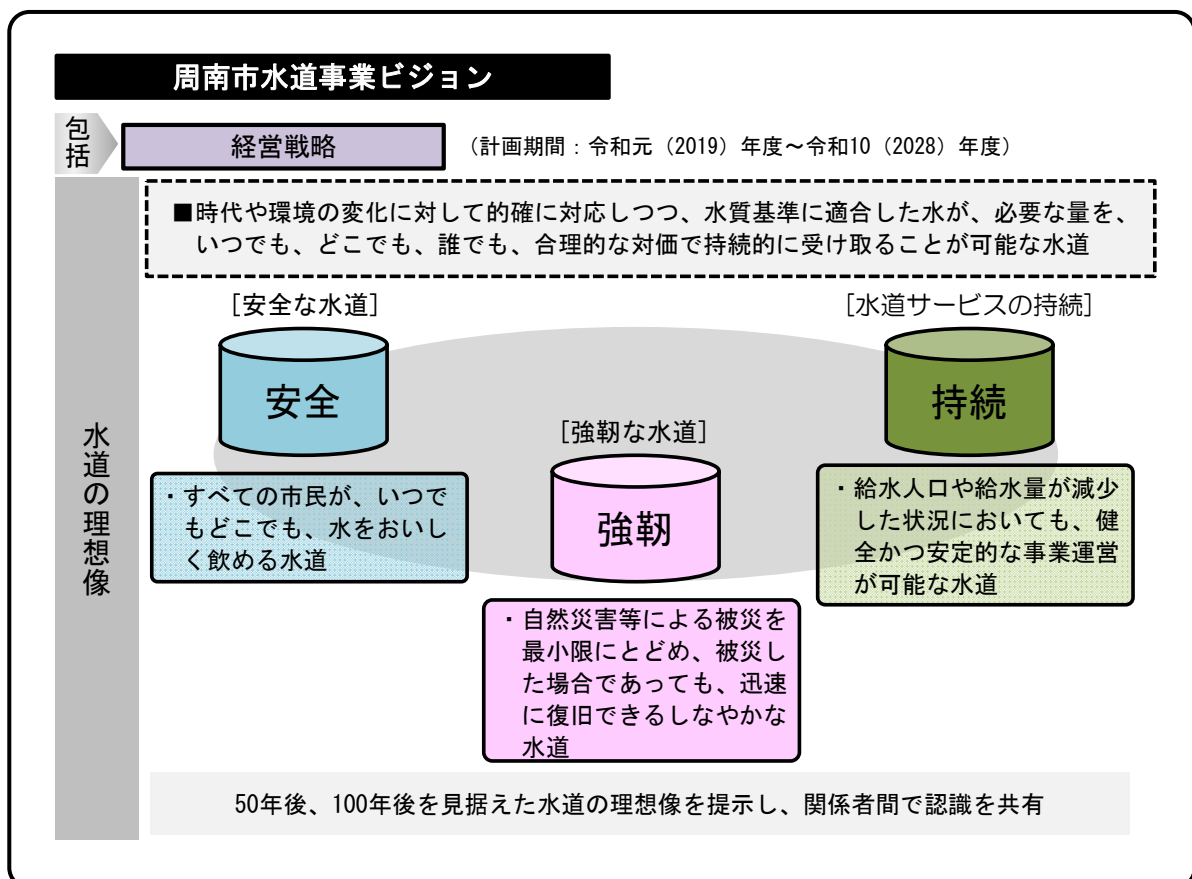 周南市水道事業ビジョン
包括
経営戦略
（計画期間：令和元（2019）年度～令和10（2028）年度）
水道の理想像
■時代や環境の変化に対して的確に対応しつつ、水質基準に適合した水が、必要な量を、
いつでも、どこでも、誰でも、合理的な対価で持続的に受け取ることが可能な水道
［安全な水道］
安全
・すべての市民が、いつで
もどこでも、水をおいし
く飲める水道
［強靭な水道］
強靭
・自然災害等による被災を
最小限にとどめ、被災し
た場合であっても、迅速
に復旧できるしなやかな
水道
［水道サービスの持続］
持続
・給水人口や給水量が減少
した状況においても、健
全かつ安定的な事業運営
が可能な水道
50年後、100年後を見据えた水道の理想像を提示し、関係者間で認識を共有